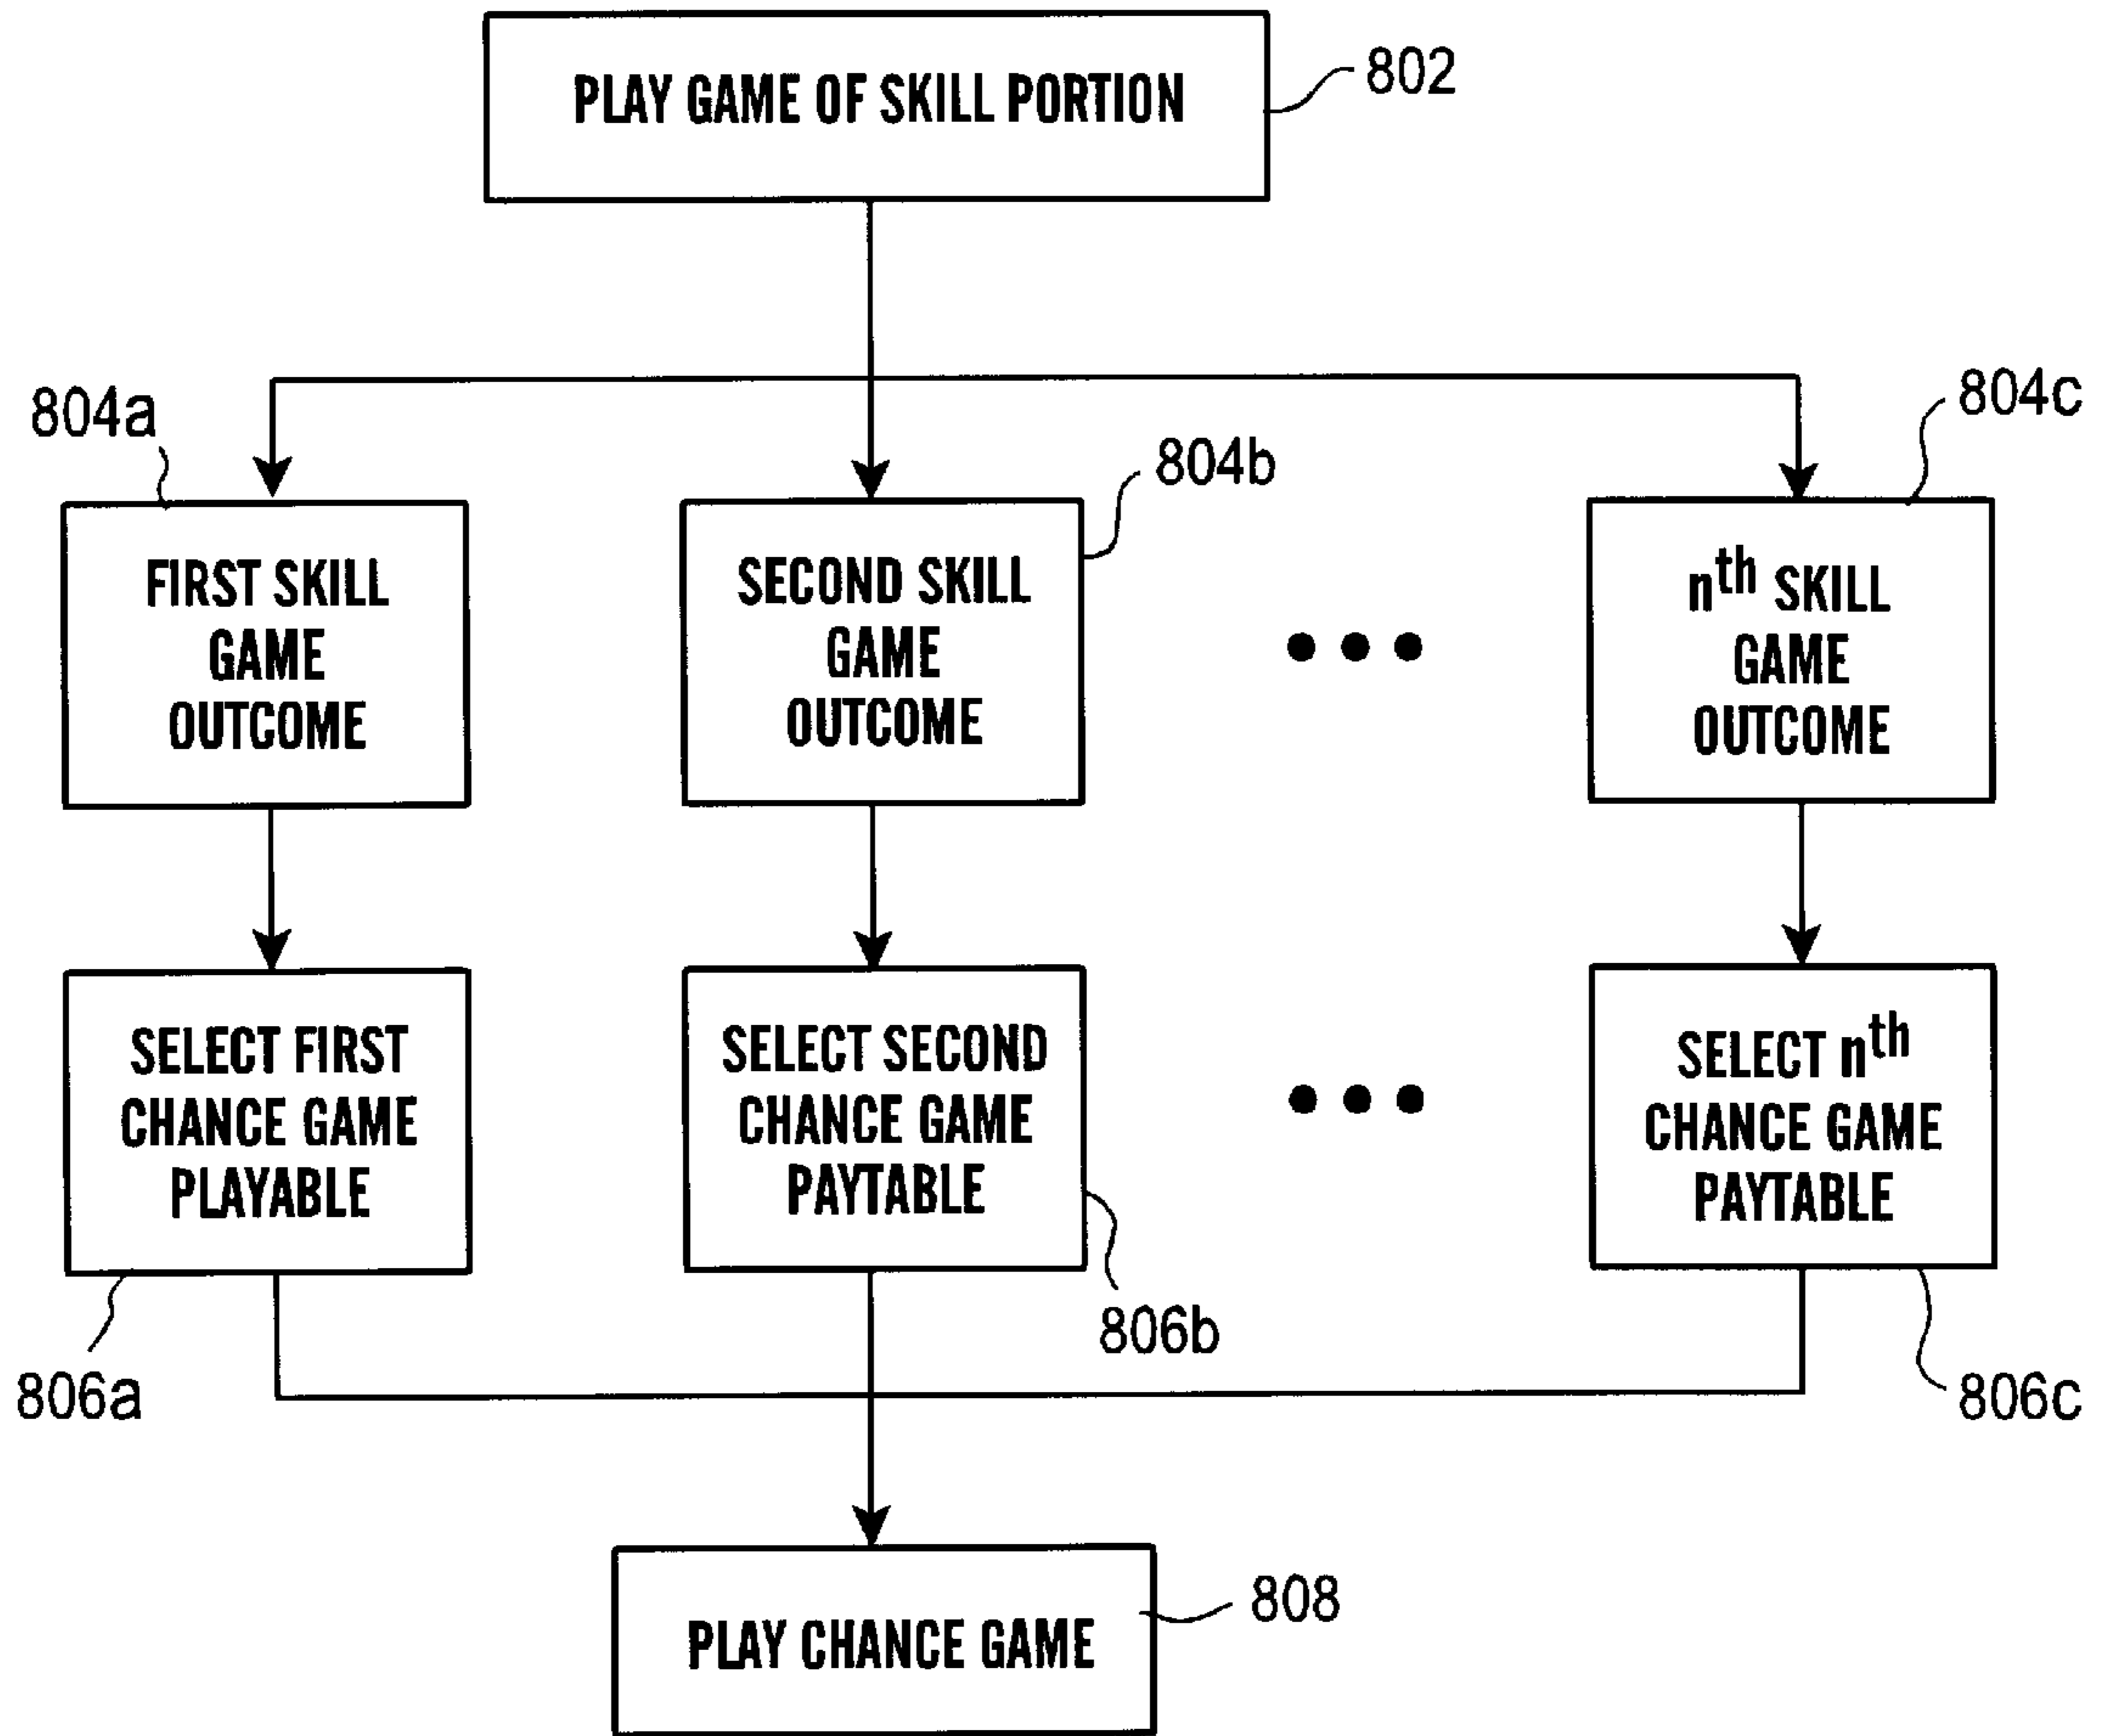 PLAY GAME OF SKILL PORTION
802
804a
804b
804c
FIRST SKILL
GAME
OUTCOME
SECOND SKILL
GAME
OUTCOME
nth SKILL
GAME
OUTCOME
SELECT FIRST
CHANCE GAME
PLAYABLE
SELECT SECOND
CHANCE GAME
PAYTABLE
SELECT nth
CHANCE GAME
PAYTABLE
806a
806b
806c
PLAY CHANCE GAME
808